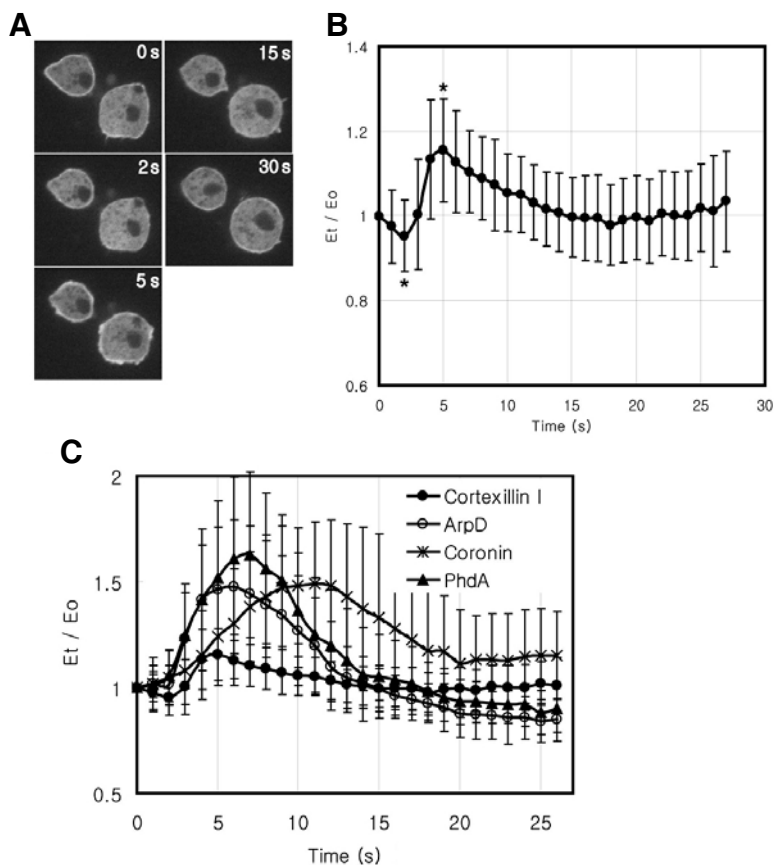 A
0 s
15 s
2 s
30 s
5 s
B
1.4
1.2
1
0.8
0.6
Et / Eo
*
*
0 5 10 15 20 25 30
Time (s)
C
2
1.5
1
0.5
Et / Eo
Cortexillin I
ArpD
Coronin
PhdA
0 5 10 15 20 25
Time (s)